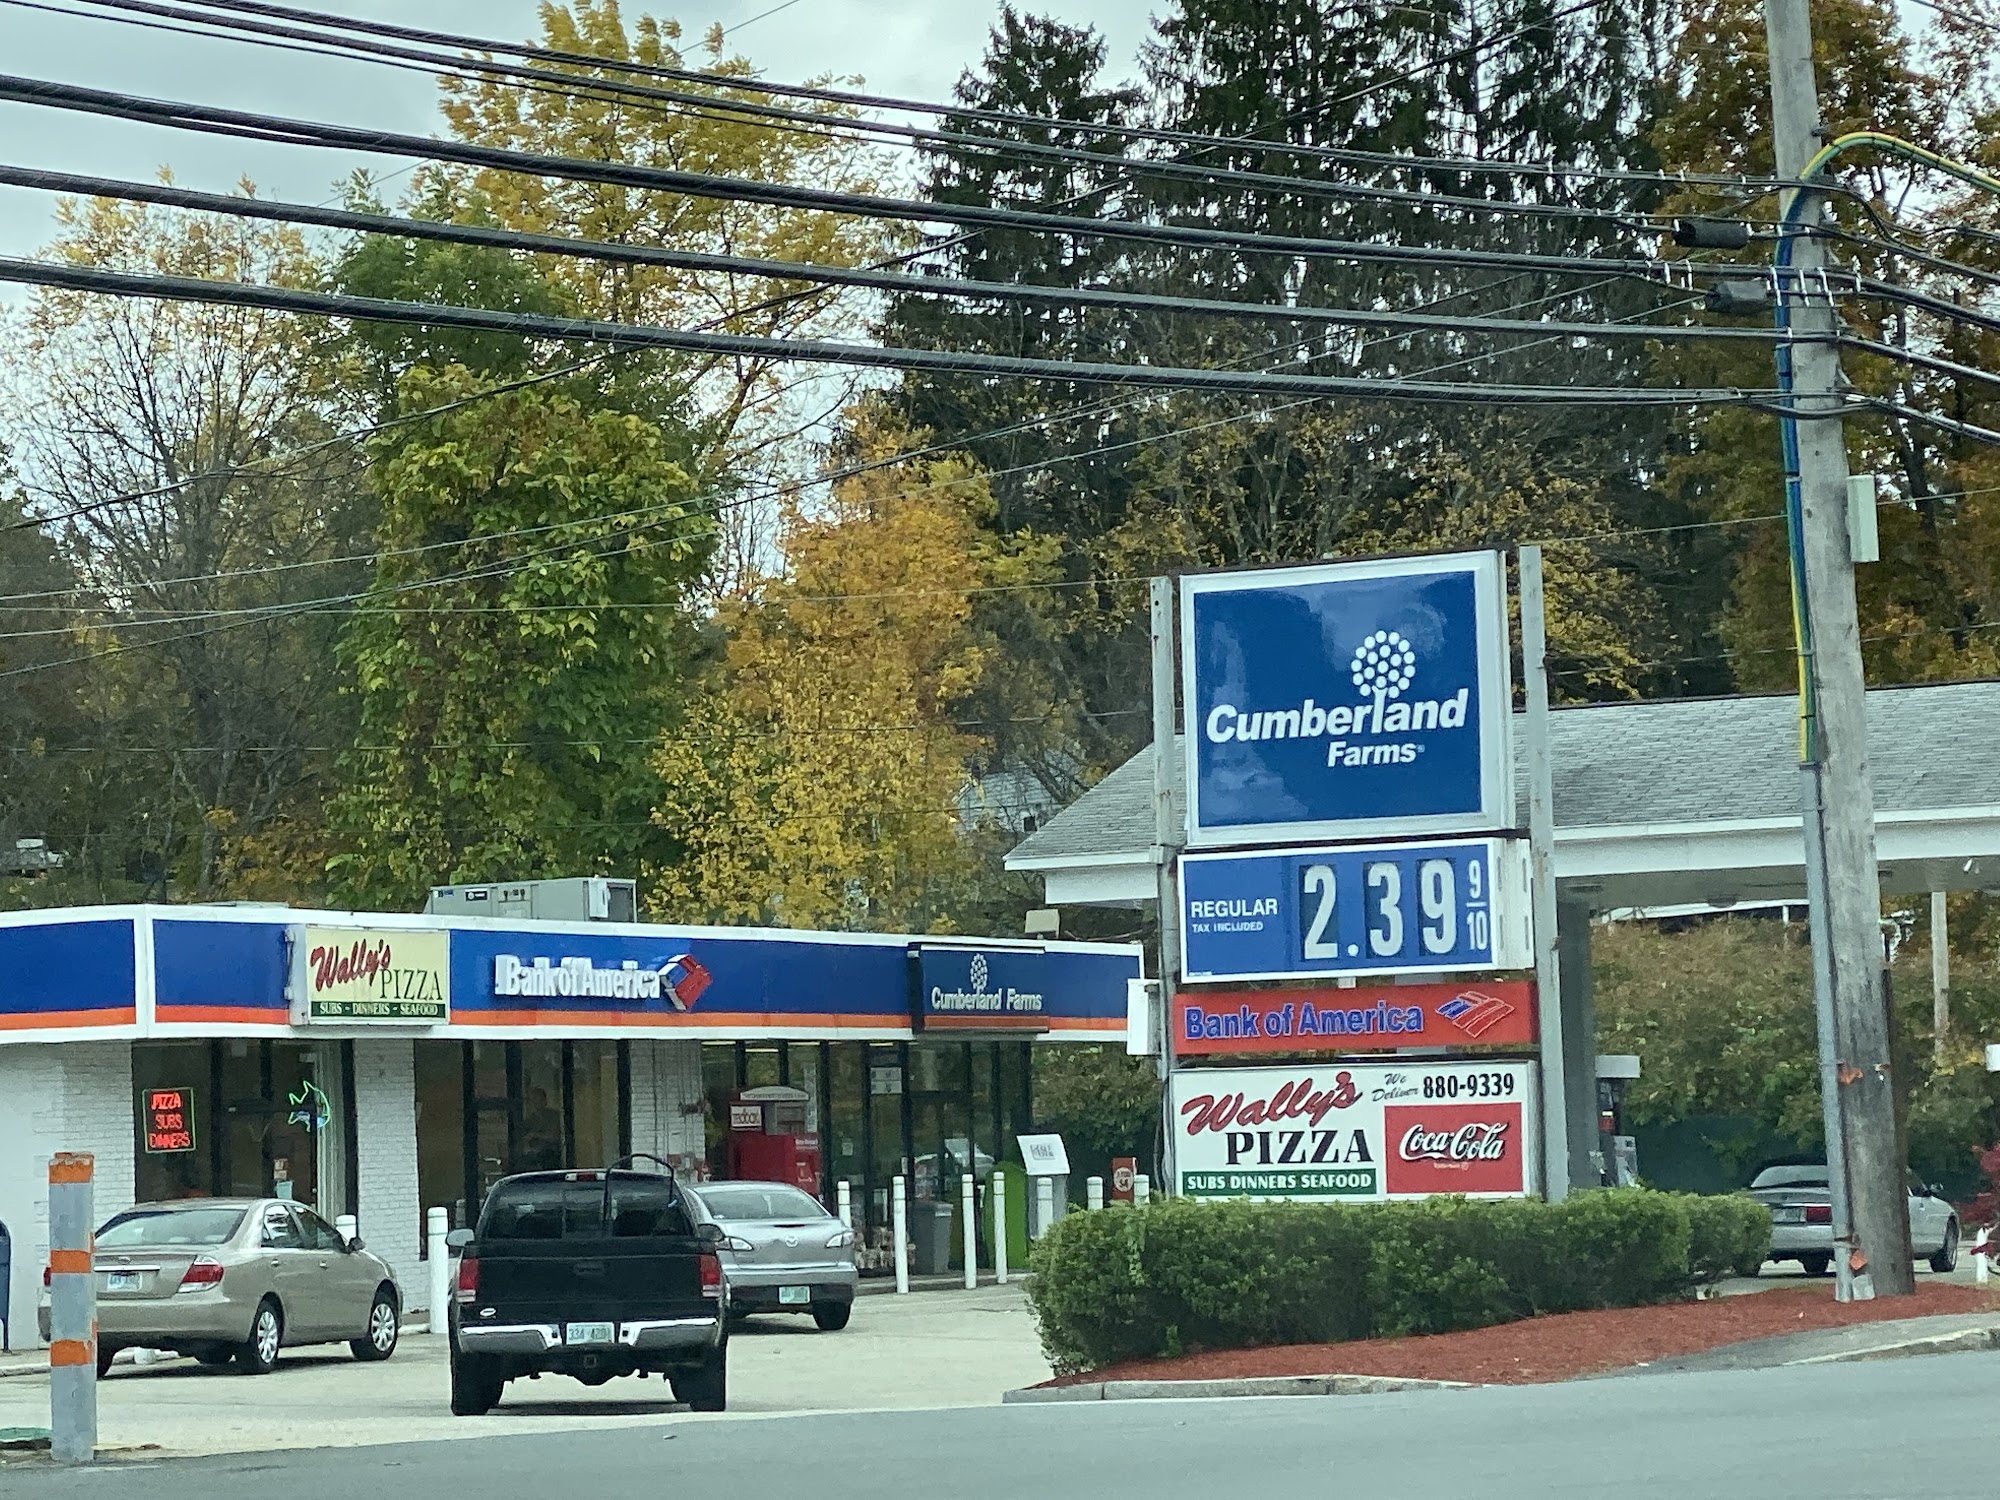 Cumberland
Farms
REGULAR
TAX INCLUDED
2.39 9/10
Bank of America
Wally's
PIZZA
We
Deliver
880-9339
SUBS DINNERS SEAFOOD
Coca-Cola
Wally's
PIZZA
SUBS - DINNERS - SEAFOOD
Bank of America
Cumberland Farms
PIZZA
SUBS
DINNERS
redbox